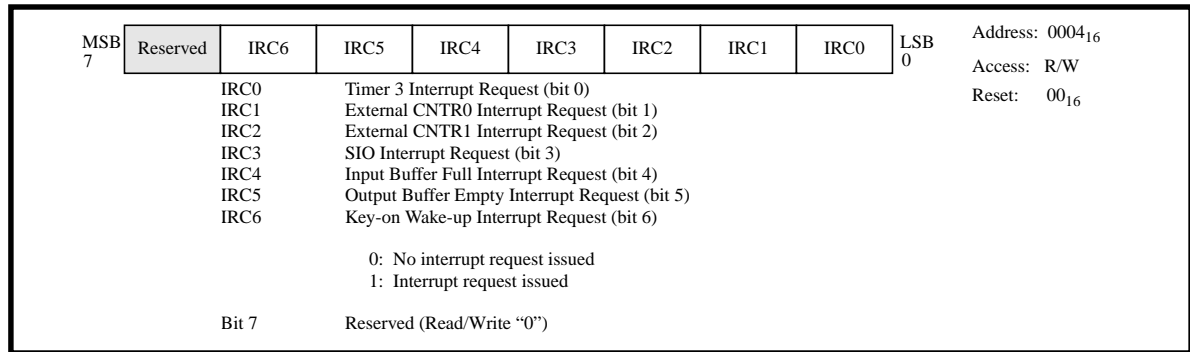 MSB
7
Reserved IRC6 IRC5 IRC4 IRC3 IRC2 IRC1 IRC0
LSB
0
Address: 0004₁₆
Access: R/W
Reset: 00₁₆
IRC0 Timer 3 Interrupt Request (bit 0)
IRC1 External CNTR0 Interrupt Request (bit 1)
IRC2 External CNTR1 Interrupt Request (bit 2)
IRC3 SIO Interrupt Request (bit 3)
IRC4 Input Buffer Full Interrupt Request (bit 4)
IRC5 Output Buffer Empty Interrupt Request (bit 5)
IRC6 Key-on Wake-up Interrupt Request (bit 6)
0: No interrupt request issued
1: Interrupt request issued
Bit 7 Reserved (Read/Write “0”)